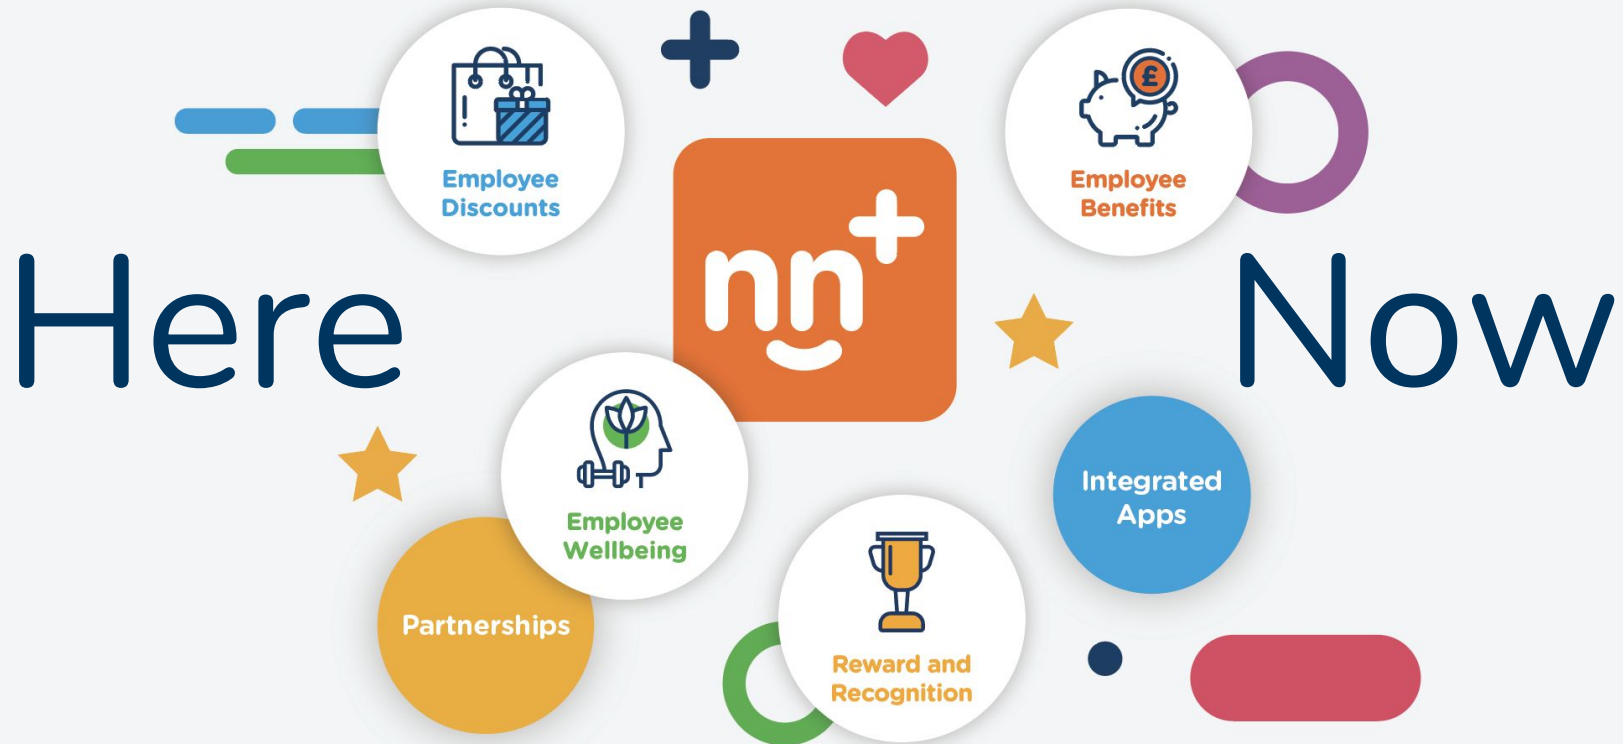 Employee
Discounts
£
Employee
Benefits
Here
nn+
Now
Employee
Wellbeing
Integrated
Apps
Partnerships
Reward and
Recognition